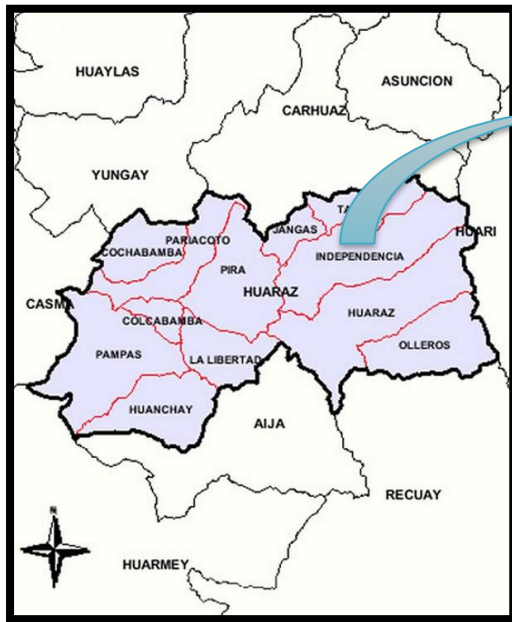 HUAYLAS
ASUNCION
CARHUAZ
YUNGAY
JANGAS
HUARI
PARIACOTO
COCHABAMBA
INDEPENDENCIA
PIRA
HUARAZ
CASMA
COLCABAMBA
HUARAZ
PAMPAS
LA LIBERTAD
OLLEROS
HUANCHAY
AIJA
RECUAY
N
HUARMEY